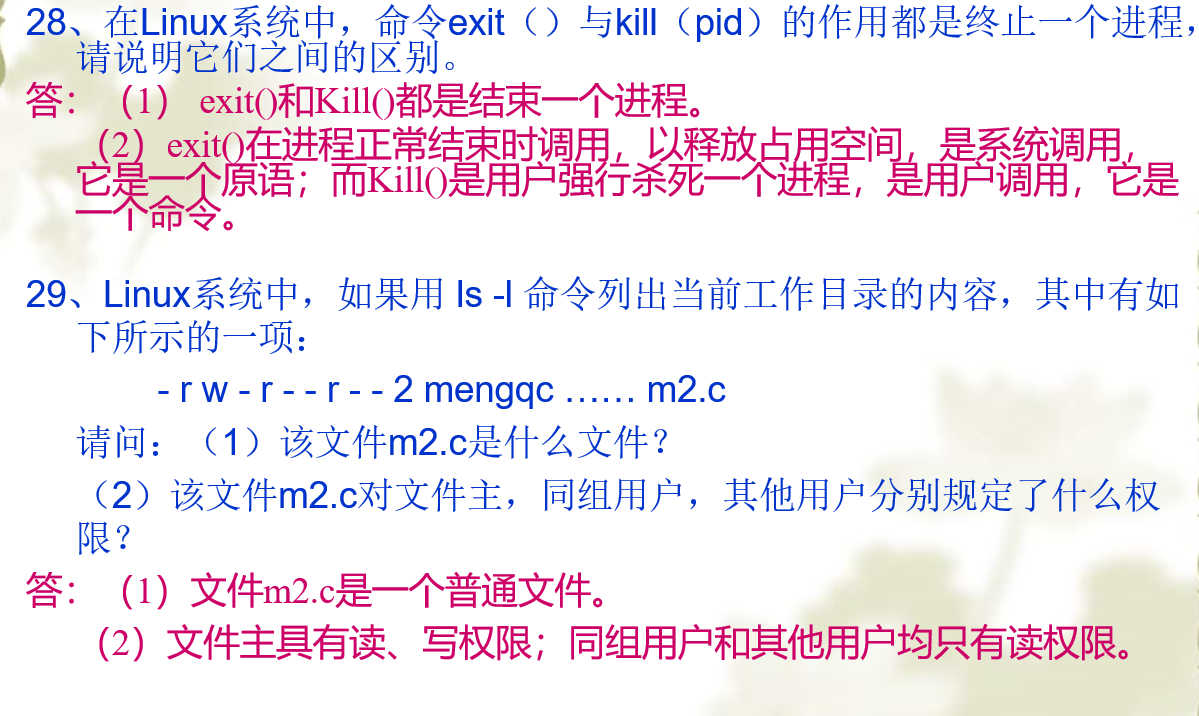 28、在Linux系统中，命令exit（）与kill（pid）的作用都是终止一个进程，
请说明它们之间的区别。
答：（1） exit()和Kill()都是结束一个进程。
（2）exit()在进程正常结束时调用，以释放占用空间，是系统调用，
它是一个原语；而Kill()是用户强行杀死一个进程，是用户调用，它是
一个命令。
29、Linux系统中，如果用 ls -l 命令列出当前工作目录的内容，其中有如
下所示的一项：
- r w - r - - r - - 2 mengqc …… m2.c
请问：（1）该文件m2.c是什么文件？
（2）该文件m2.c对文件主，同组用户，其他用户分别规定了什么权
限？
答：（1）文件m2.c是一个普通文件。
（2）文件主具有读、写权限；同组用户和其他用户均只有读权限。